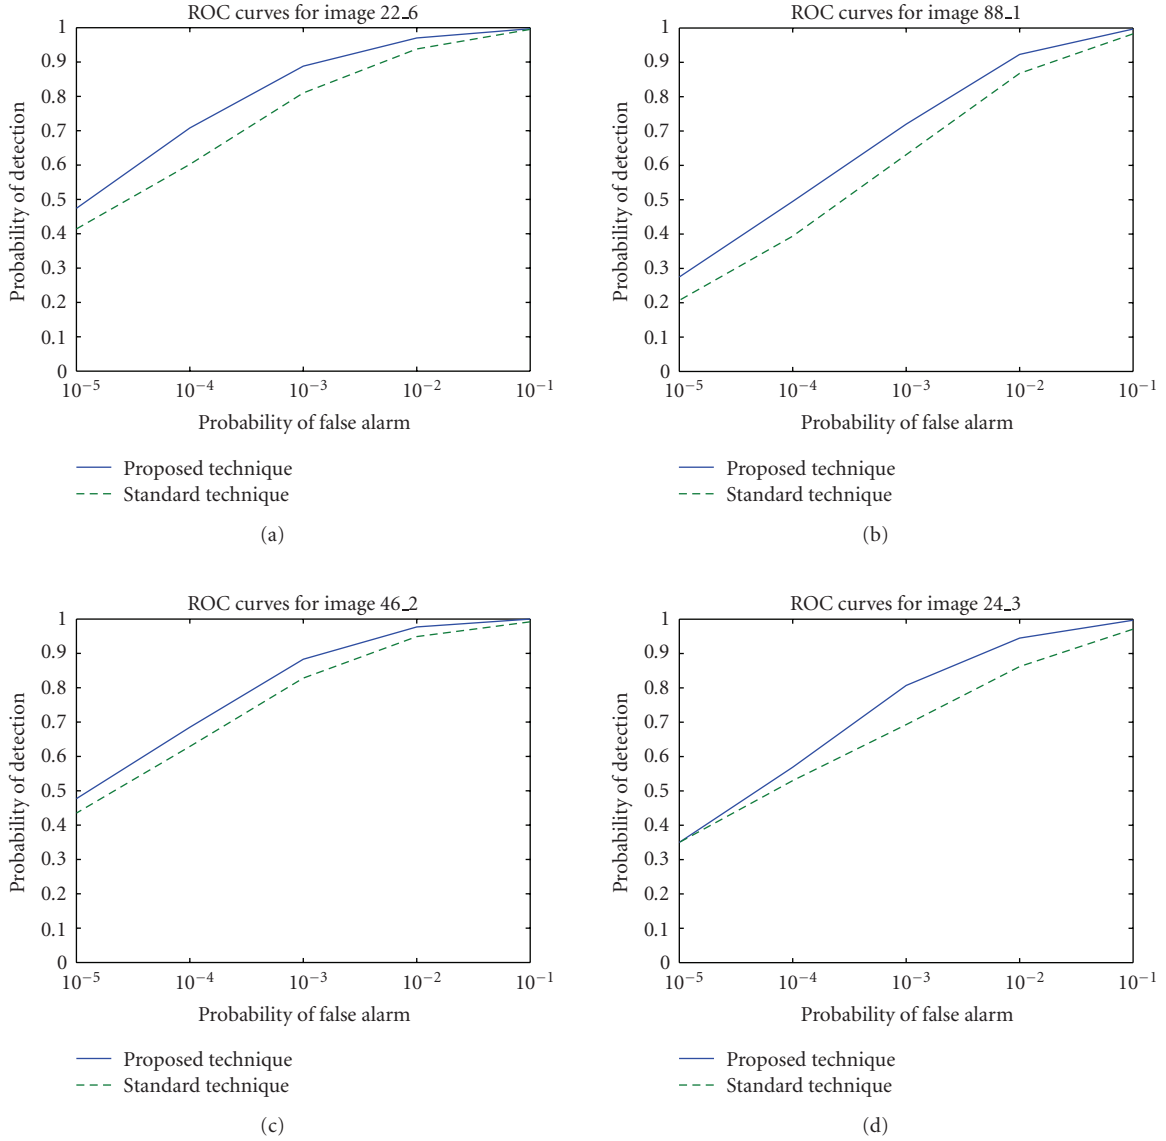 ROC curves for image 22_6
1
0.9
0.8
0.7
0.6
0.5
0.4
0.3
0.2
0.1
0
Probability of detection
10−5 10−4 10−3 10−2 10−1
Probability of false alarm
Proposed technique
Standard technique
(a)
ROC curves for image 88_1
1
0.9
0.8
0.7
0.6
0.5
0.4
0.3
0.2
0.1
0
Probability of detection
10−5 10−4 10−3 10−2 10−1
Probability of false alarm
Proposed technique
Standard technique
(b)
ROC curves for image 46_2
1
0.9
0.8
0.7
0.6
0.5
0.4
0.3
0.2
0.1
0
Probability of detection
10−5 10−4 10−3 10−2 10−1
Probability of false alarm
Proposed technique
Standard technique
(c)
ROC curves for image 24_3
1
0.9
0.8
0.7
0.6
0.5
0.4
0.3
0.2
0.1
0
Probability of detection
10−5 10−4 10−3 10−2 10−1
Probability of false alarm
Proposed technique
Standard technique
(d)